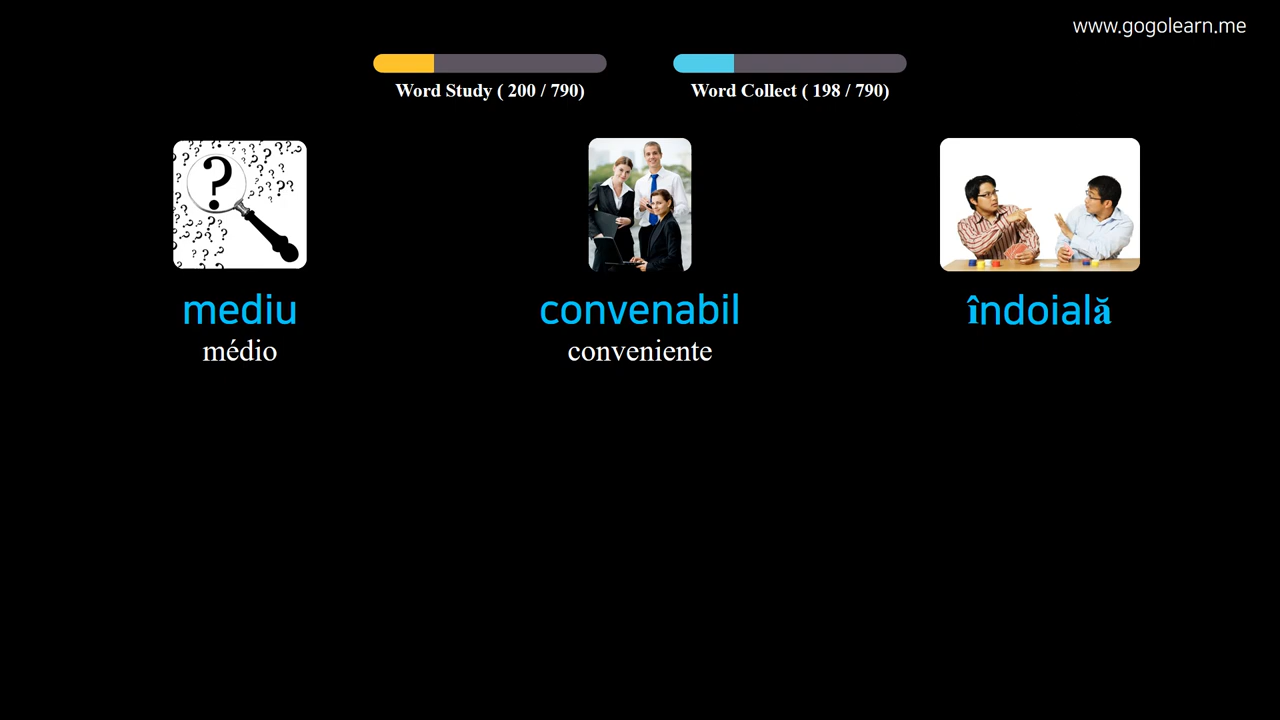 www.gogolearn.me
Word Study ( 200 / 790)
Word Collect ( 198 / 790)
?
mediu
convenabil
îndoială
médio
conveniente